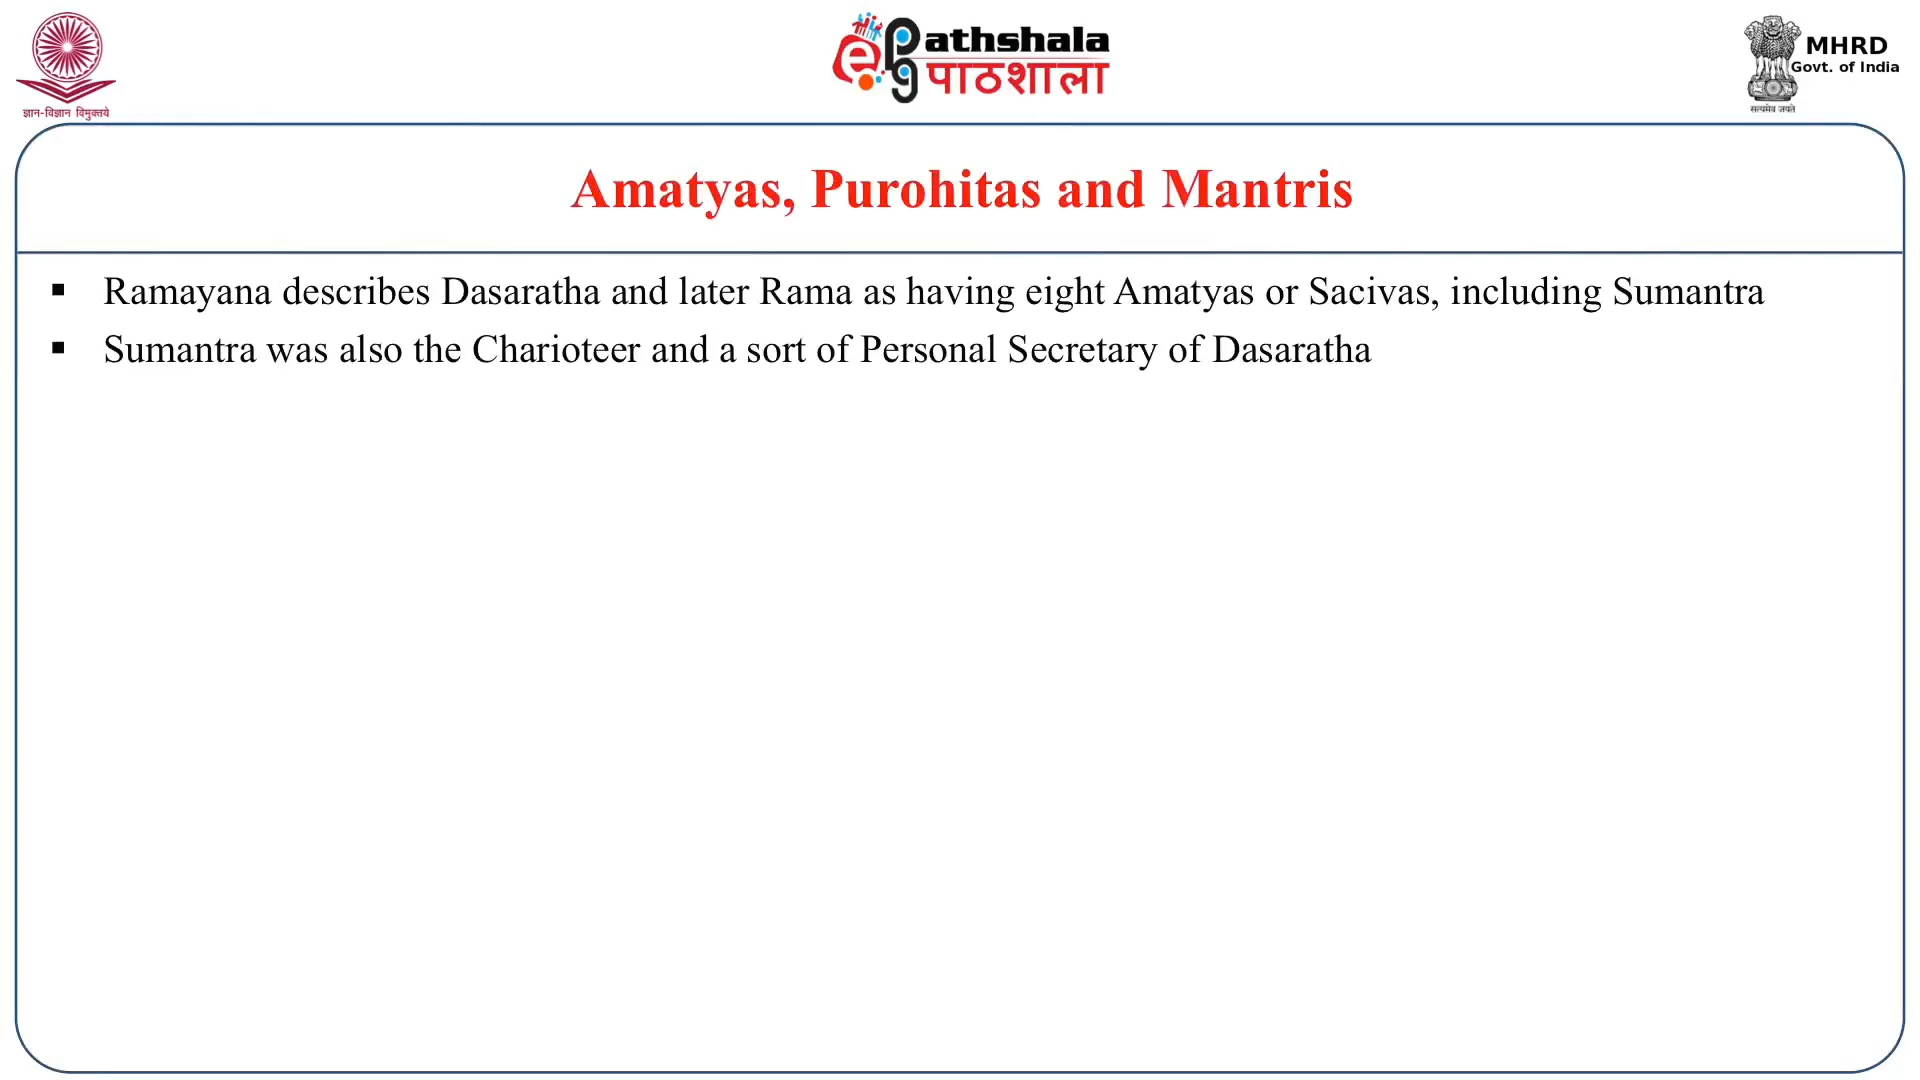 ज्ञान-विज्ञान विमुक्तये
ePg Pathshala
पाठशाला
MHRD
Govt. of India
सत्यमेव जयते
Amatyas, Purohitas and Mantris
▪ Ramayana describes Dasaratha and later Rama as having eight Amatyas or Sacivas, including Sumantra
▪ Sumantra was also the Charioteer and a sort of Personal Secretary of Dasaratha